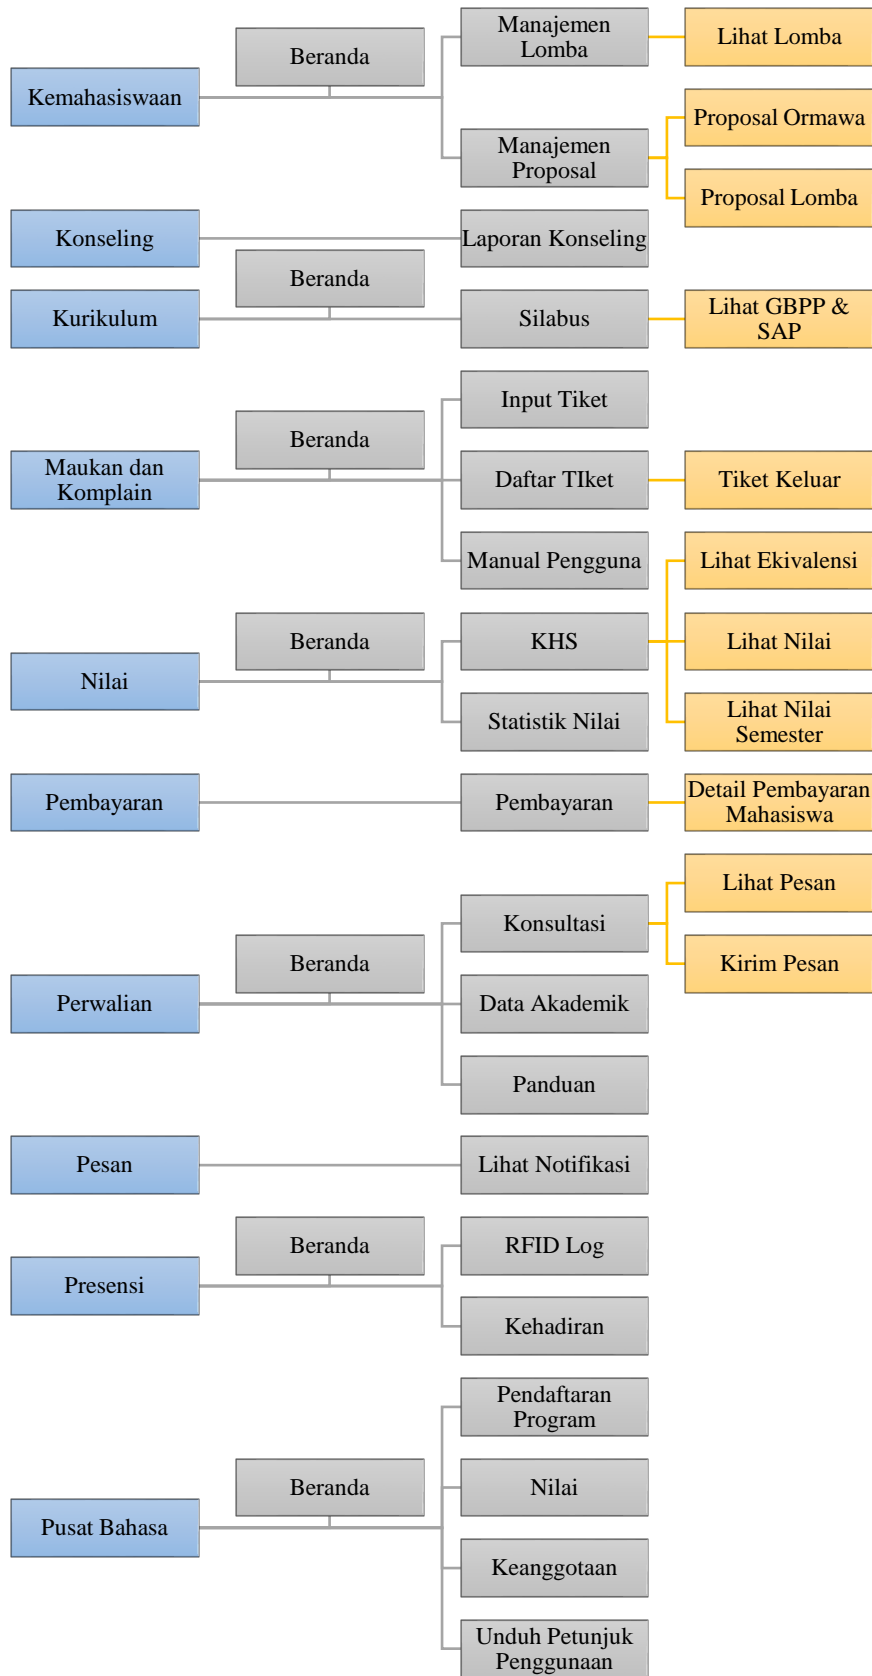 Kemahasiswaan
Beranda
Manajemen
Lomba
Lihat Lomba
Manajemen
Proposal
Proposal Ormawa
Proposal Lomba
Konseling
Laporan Konseling
Kurikulum
Beranda
Silabus
Lihat GBPP &
SAP
Maukan dan
Komplain
Beranda
Input Tiket
Daftar TIket
Tiket Keluar
Manual Pengguna
Nilai
Beranda
KHS
Lihat Ekivalensi
Lihat Nilai
Lihat Nilai
Semester
Statistik Nilai
Pembayaran
Pembayaran
Detail Pembayaran
Mahasiswa
Perwalian
Beranda
Konsultasi
Lihat Pesan
Kirim Pesan
Data Akademik
Panduan
Pesan
Lihat Notifikasi
Presensi
Beranda
RFID Log
Kehadiran
Pusat Bahasa
Beranda
Pendaftaran
Program
Nilai
Keanggotaan
Unduh Petunjuk
Penggunaan